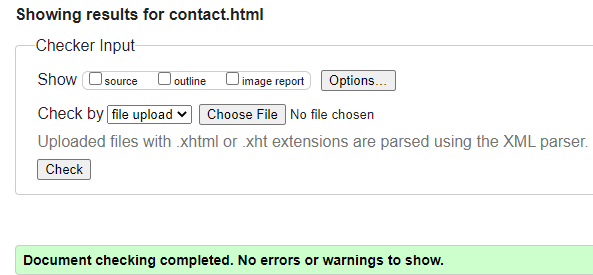 Showing results for contact.html
Checker Input
Show source outline image report Options...
Check by file upload Choose File No file chosen
Uploaded files with .xhtml or .xht extensions are parsed using the XML parser.
Check
Document checking completed. No errors or warnings to show.